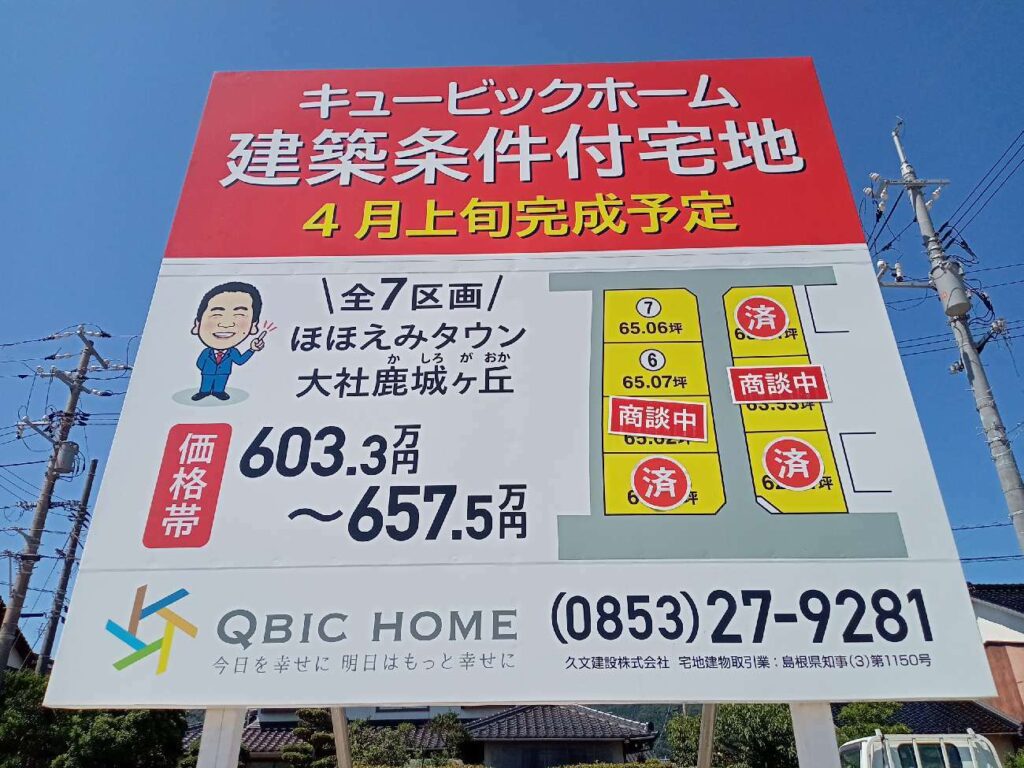 キュービックホーム
建築条件付宅地
4月上旬完成予定
\全7区画/
ほほえみタウン
か しろ が おか
大社鹿城ヶ丘
価格帯
603.3万円
～657.5万円
7
65.06坪
6
65.07坪
商談中
済
済
商談中
済
QBIC HOME
今日を幸せに 明日はもっと幸せに
(0853)27-9281
久文建設株式会社 宅地建物取引業:島根県知事(3)第1150号